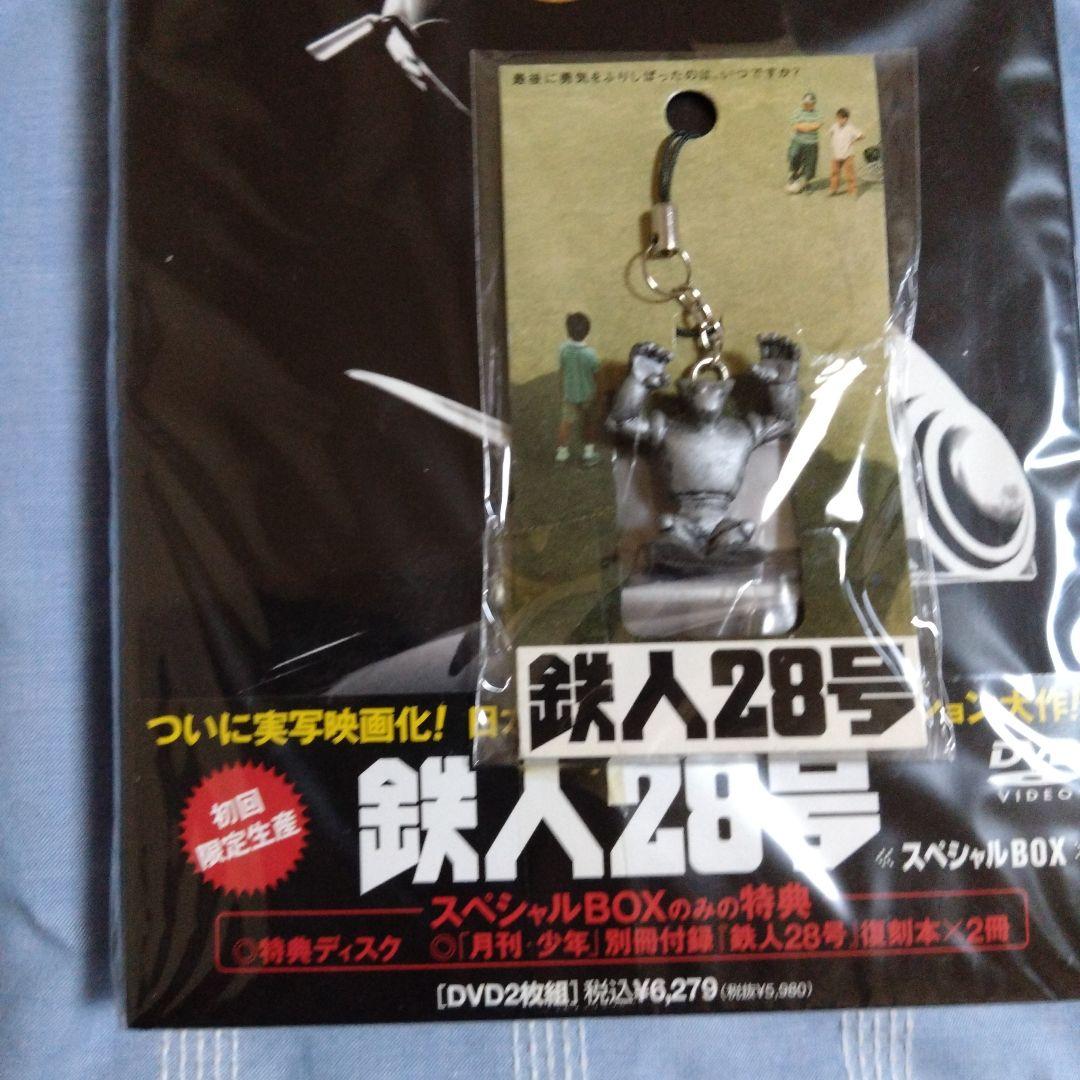 最後に勇気をふりしぼったのは、いつですか?
鉄人28号
ついに実写映画化!
ション大作!
初回
限定生産
鉄人28号
VIDEO
≪スペシャルBOX
スペシャルBOXのみの特典
◎特典ディスク ◎「月刊・少年」別冊付録『鉄人28号』復刻本×2冊
[DVD2枚組] 税込¥6,279(税抜¥5,980)